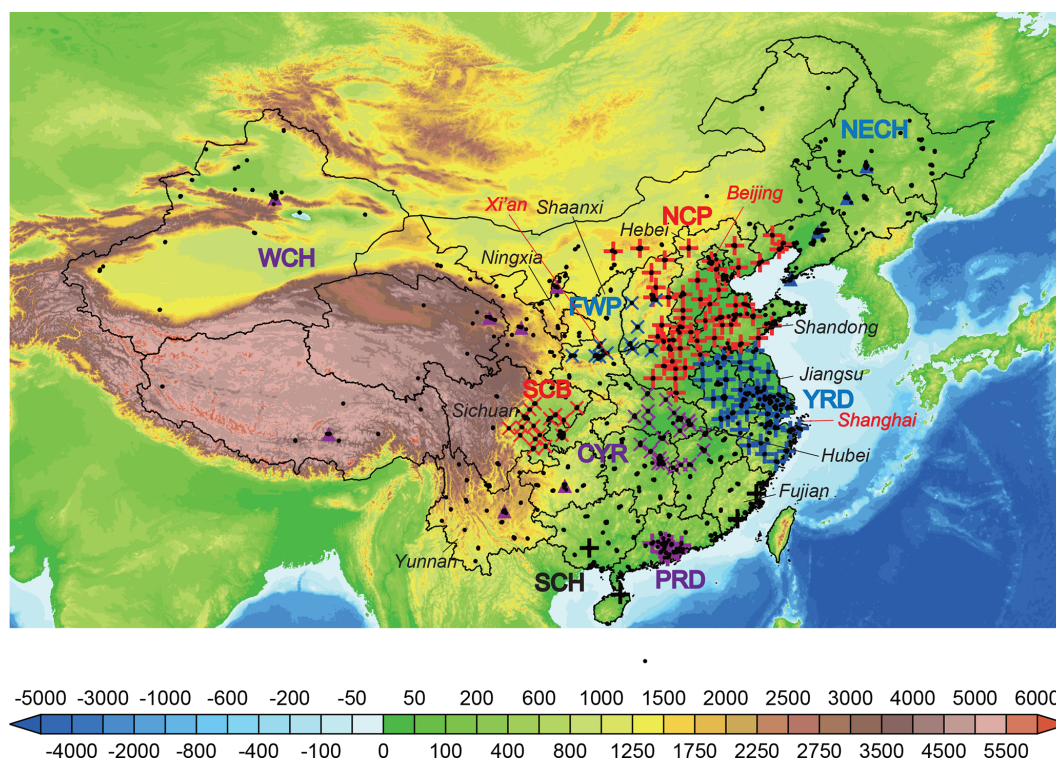 NECH
Xi'an
Shaanxi
Beijing
NCP
Hebei
WCH
Ningxia
FWP
Shandong
Jiangsu
SCB
YRD
Sichuan
Shanghai
CYR
Hubei
Fujian
Yunnan
SCH
PRD
-5000 -3000 -1000 -600 -200 -50 50 200 600 1000 1500 2000 2500 3000 4000 5000 6000
-4000 -2000 -800 -400 -100 0 100 400 800 1250 1750 2250 2750 3500 4500 5500